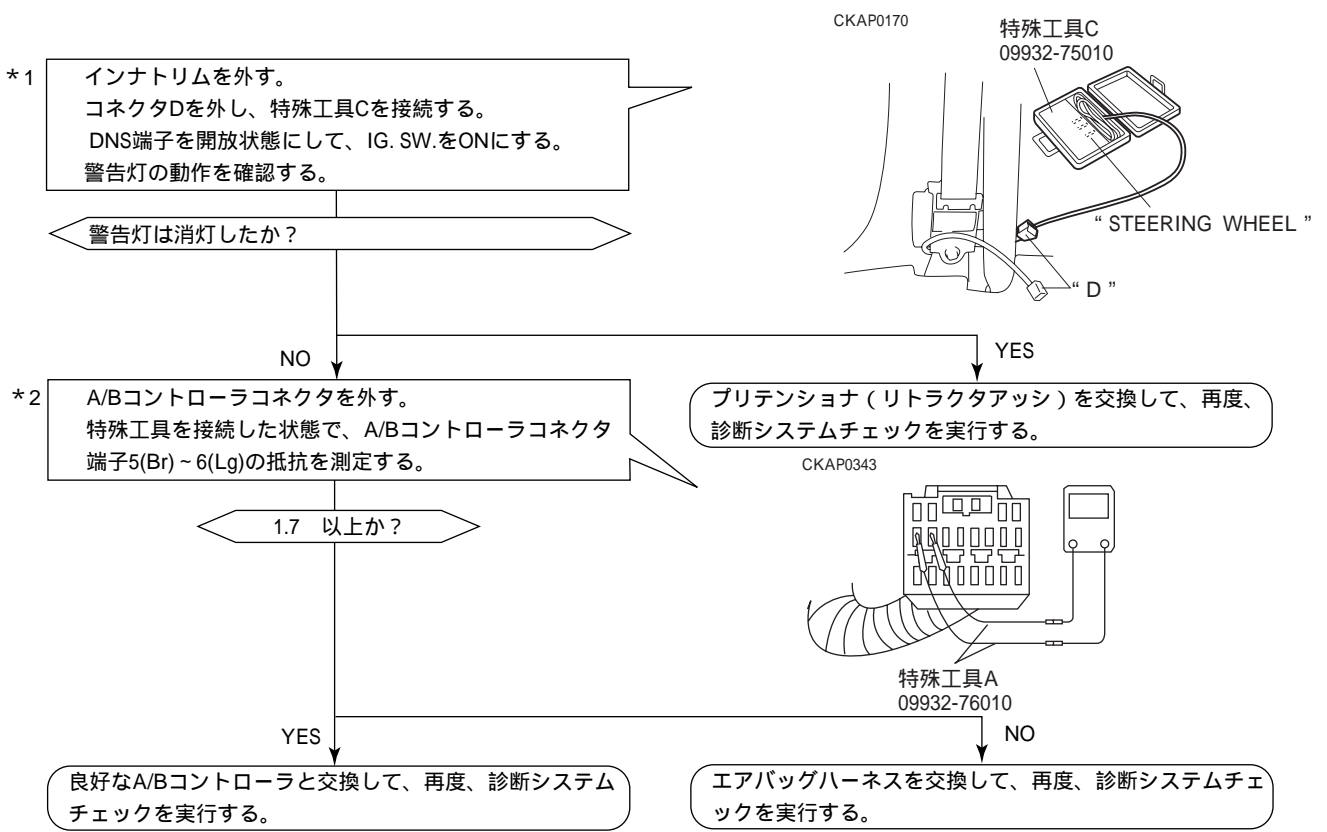 CKAP0170
特殊工具C
09932-75010
*1
インナトリムを外す。
コネクタDを外し、特殊工具Cを接続する。
DNS端子を開放状態にして、IG. SW.をONにする。
警告灯の動作を確認する。
“ STEERING WHEEL ”
“ D ”
警告灯は消灯したか？
NO
YES
*2
A/Bコントローラコネクタを外す。
特殊工具を接続した状態で、A/Bコントローラコネクタ
端子5(Br) ~ 6(Lg)の抵抗を測定する。
プリテンショナ ( リトラクタアッシ ) を交換して、再度、
診断システムチェックを実行する。
CKAP0343
1.7　以上か？
特殊工具A
09932-76010
YES
NO
良好なA/Bコントローラと交換して、再度、診断システム
チェックを実行する。
エアバッグハーネスを交換して、再度、診断システムチェ
ックを実行する。